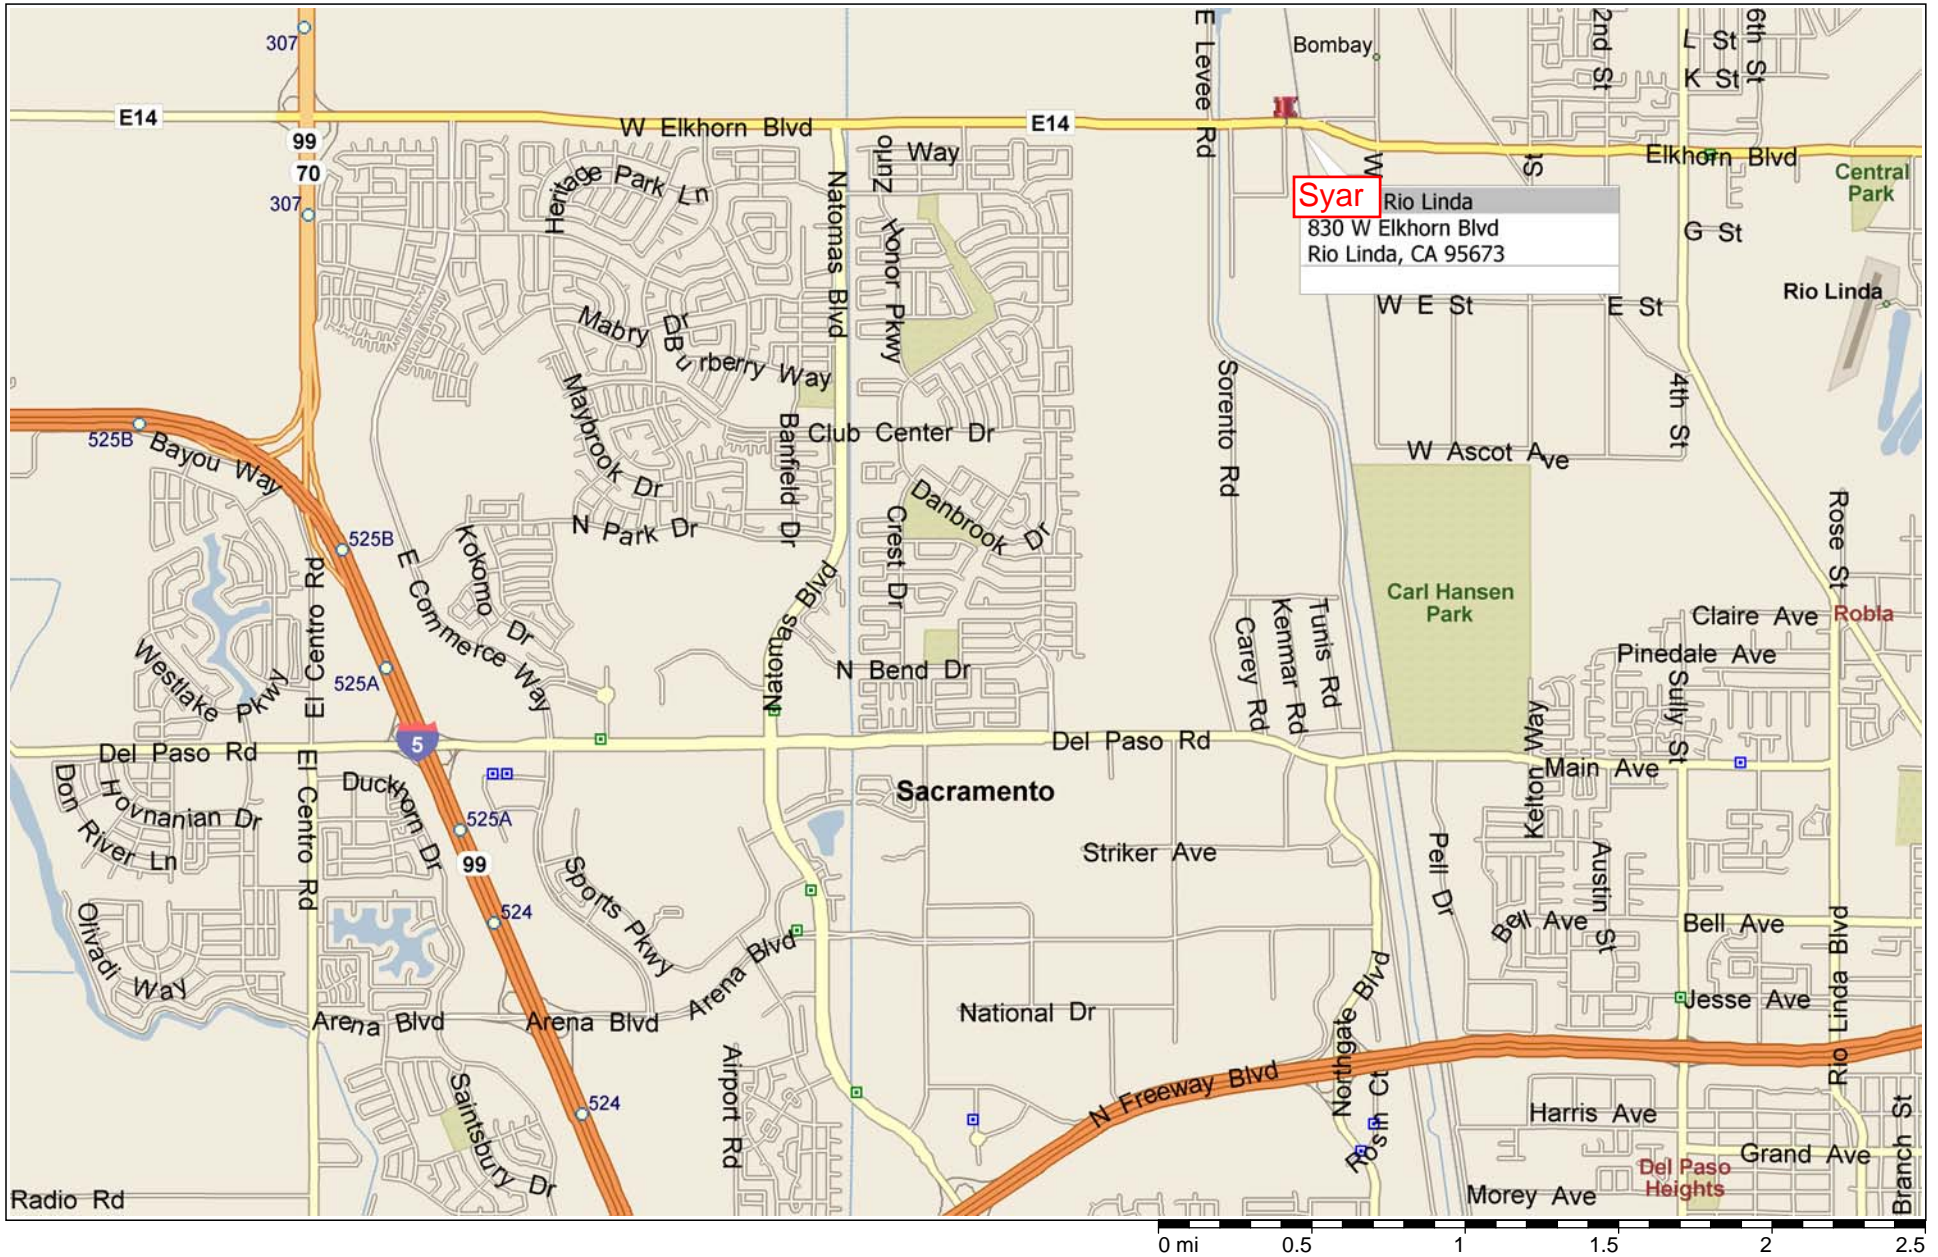 307
E14
99
70
307
W Elkhorn Blvd
E14
Zurlo
Way
E Levee Rd
Bombay
2nd St
L St
6th St
K St
Elkhorn Blvd
Central
Park
W
St
Syar Rio Linda
830 W Elkhorn Blvd
Rio Linda, CA 95673
G St
Rio Linda
W E St
E St
Heritage Park Ln
Natomas Blvd
Honor Pkwy
Mabry Dr
Burberry Way
Maybrook Dr
Banfield Dr
Club Center Dr
Sorento Rd
4th St
W Ascot Ave
525B
Bayou Way
525B
N Park Dr
Danbrook Dr
Crest Dr
Kokomo Dr
E Commerce Way
El Centro Rd
Natomas Blvd
Rose St
Carl Hansen
Park
Claire Ave
Robla
Pinedale Ave
Sully St
Westlake Pkwy
525A
N Bend Dr
Carey Rd
Kenmar Rd
Tunis Rd
Kelton Way
5
Del Paso Rd
Del Paso Rd
Main Ave
Don River Ln
Hovnanian Dr
El Centro Rd
Duckhorn Dr
525A
99
Sacramento
Striker Ave
Pell Dr
Austin St
Sports Pkwy
524
Olivadi Way
Arena Blvd
Bell Ave
Bell Ave
Rio Linda Blvd
Jesse Ave
National Dr
Northgate Blvd
Arena Blvd
Arena Blvd
Airport Rd
Saintsbury Dr
524
N Freeway Blvd
Rosin Ct
Harris Ave
Grand Ave
Branch St
Del Paso
Heights
Morey Ave
Radio Rd
0 mi 0.5 1 1.5 2 2.5